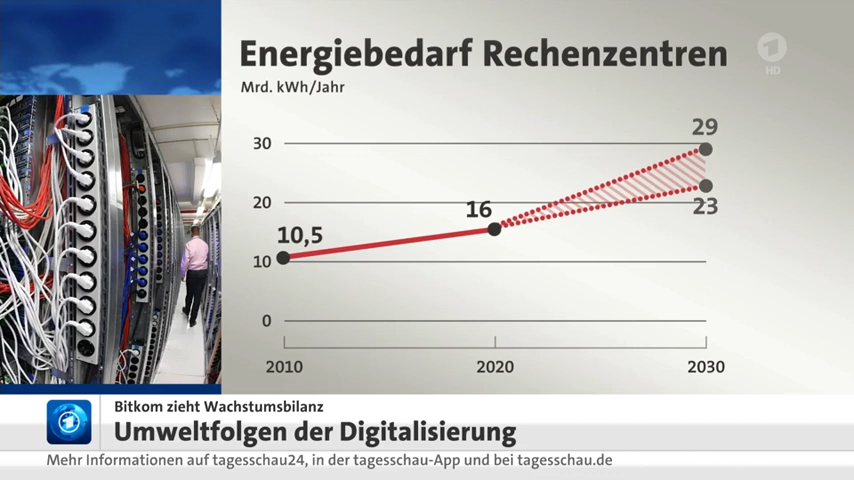 Energiebedarf Rechenzentren
Mrd. kWh/Jahr
HD
30
20
10
0
10,5
16
29
23
2010
2020
2030
Bitkom zieht Wachstumsbilanz
Umweltfolgen der Digitalisierung
Mehr Informationen auf tagesschau24, in der tagesschau-App und bei tagesschau.de